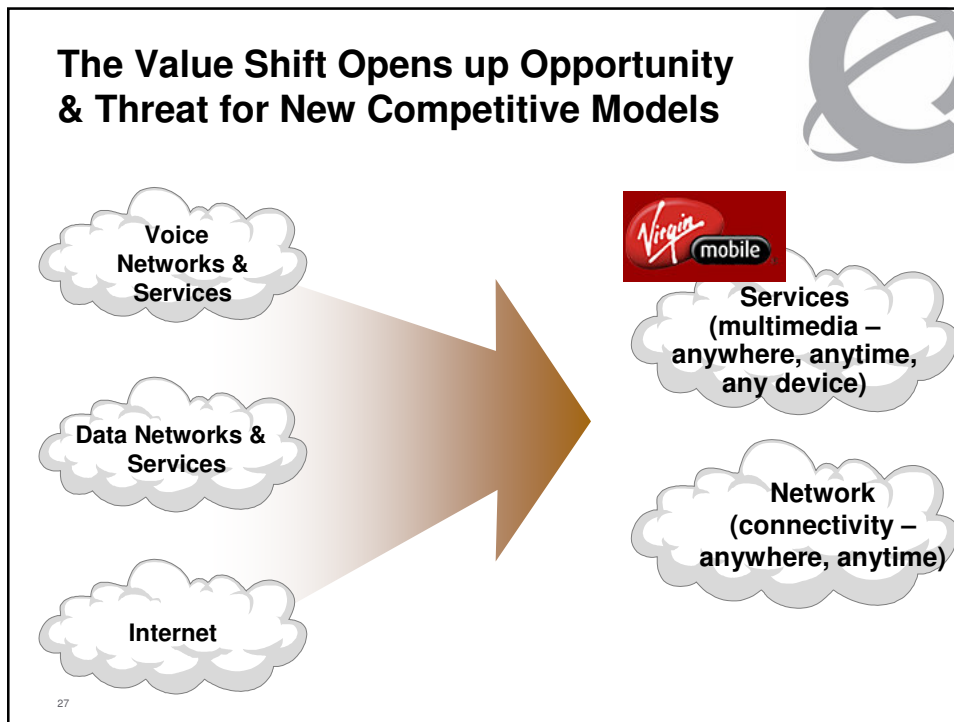 The Value Shift Opens up Opportunity
& Threat for New Competitive Models
Voice
Networks &
Services
Data Networks &
Services
Internet
Virgin
mobile
Services
(multimedia –
anywhere, anytime,
any device)
Network
(connectivity –
anywhere, anytime)
27